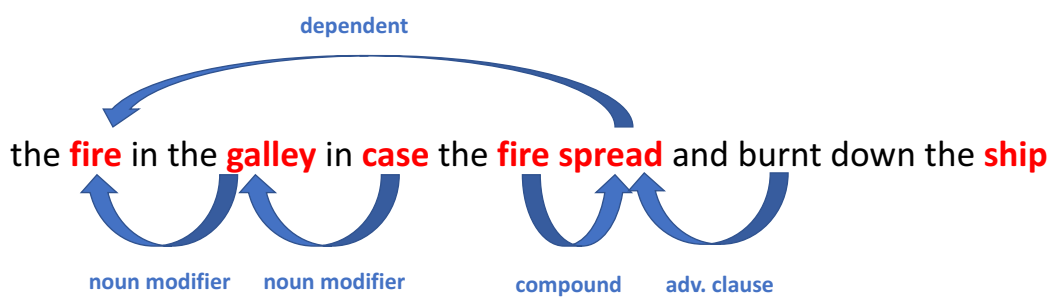 dependent
the fire in the galley in case the fire spread and burnt down the ship
noun modifier noun modifier compound adv. clause